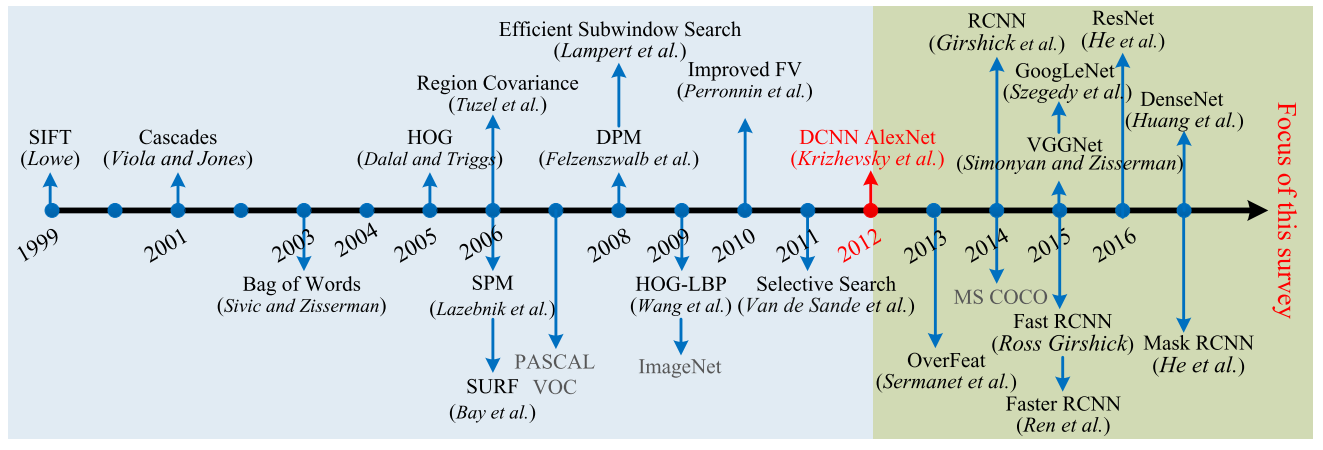 Efficient Subwindow Search
(Lampert et al.)
RCNN
(Girshick et al.)
ResNet
(He et al.)
Region Covariance
(Tuzel et al.)
Improved FV
(Perronnin et al.)
GoogLeNet
(Szegedy et al.)
DenseNet
(Huang et al.)
SIFT
(Lowe)
Cascades
(Viola and Jones)
HOG
(Dalal and Triggs)
DPM
(Felzenszwalb et al.)
DCNN AlexNet
(Krizhevsky et al.)
VGGNet
(Simonyan and Zisserman)
Focus of this survey
1999
2001
2003
2004
2005
2006
2008
2009
2010
2011
2012
2013
2014
2015
2016
Bag of Words
(Sivic and Zisserman)
SPM
(Lazebnik et al.)
HOG-LBP
(Wang et al.)
Selective Search
(Van de Sande et al.)
MS COCO
Fast RCNN
(Ross Girshick)
Mask RCNN
(He et al.)
PASCAL
VOC
ImageNet
OverFeat
(Sermanet et al.)
SURF
(Bay et al.)
Faster RCNN
(Ren et al.)